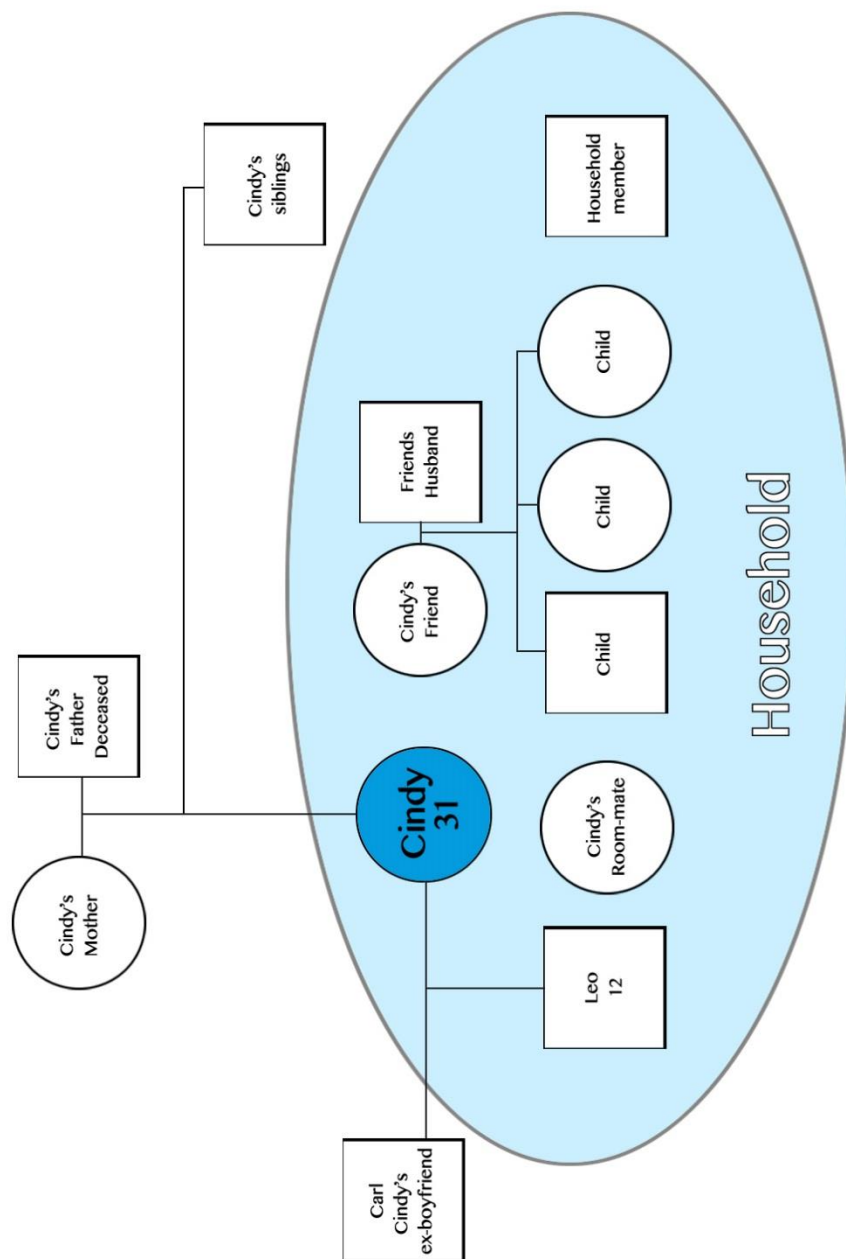 Cindy's
Mother
Cindy's
Father
Deceased
Cindy's
siblings
Carl
Cindy's
ex-boyfriend
Cindy
31
Cindy's
Friend
Friends
Husband
Leo
12
Cindy's
Room-mate
Child
Child
Child
Household
member
Household